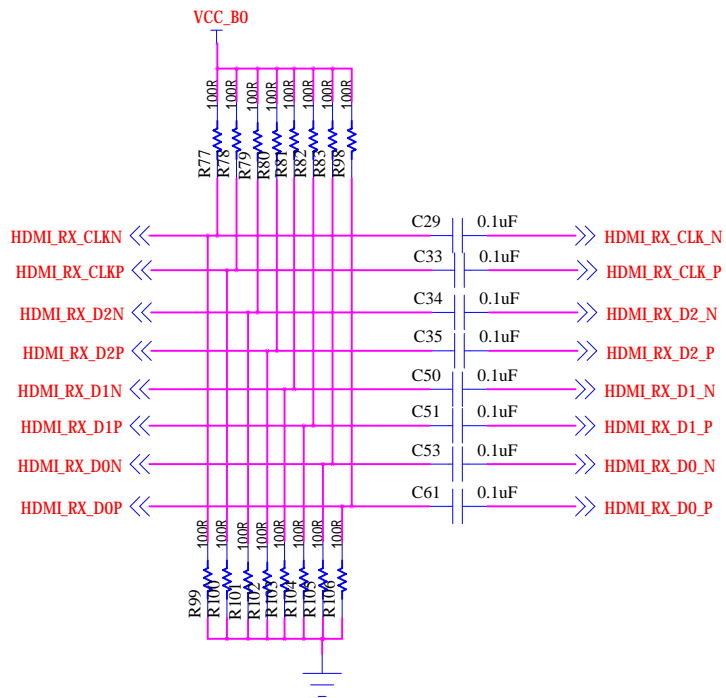 VCC_B0
100R 100R 100R 100R 100R 100R 100R 100R
R77 R78 R79 R80 R81 R82 R83 R98
HDMI_RX_CLKN C29 0.1uF HDMI_RX_CLK_N
HDMI_RX_CLKP C33 0.1uF HDMI_RX_CLK_P
HDMI_RX_D2N C34 0.1uF HDMI_RX_D2_N
HDMI_RX_D2P C35 0.1uF HDMI_RX_D2_P
HDMI_RX_D1N C50 0.1uF HDMI_RX_D1_N
HDMI_RX_D1P C51 0.1uF HDMI_RX_D1_P
HDMI_RX_D0N C53 0.1uF HDMI_RX_D0_N
HDMI_RX_D0P C61 0.1uF HDMI_RX_D0_P
100R 100R 100R 100R 100R 100R 100R 100R
R99 R100 R101 R102 R103 R104 R105 R106